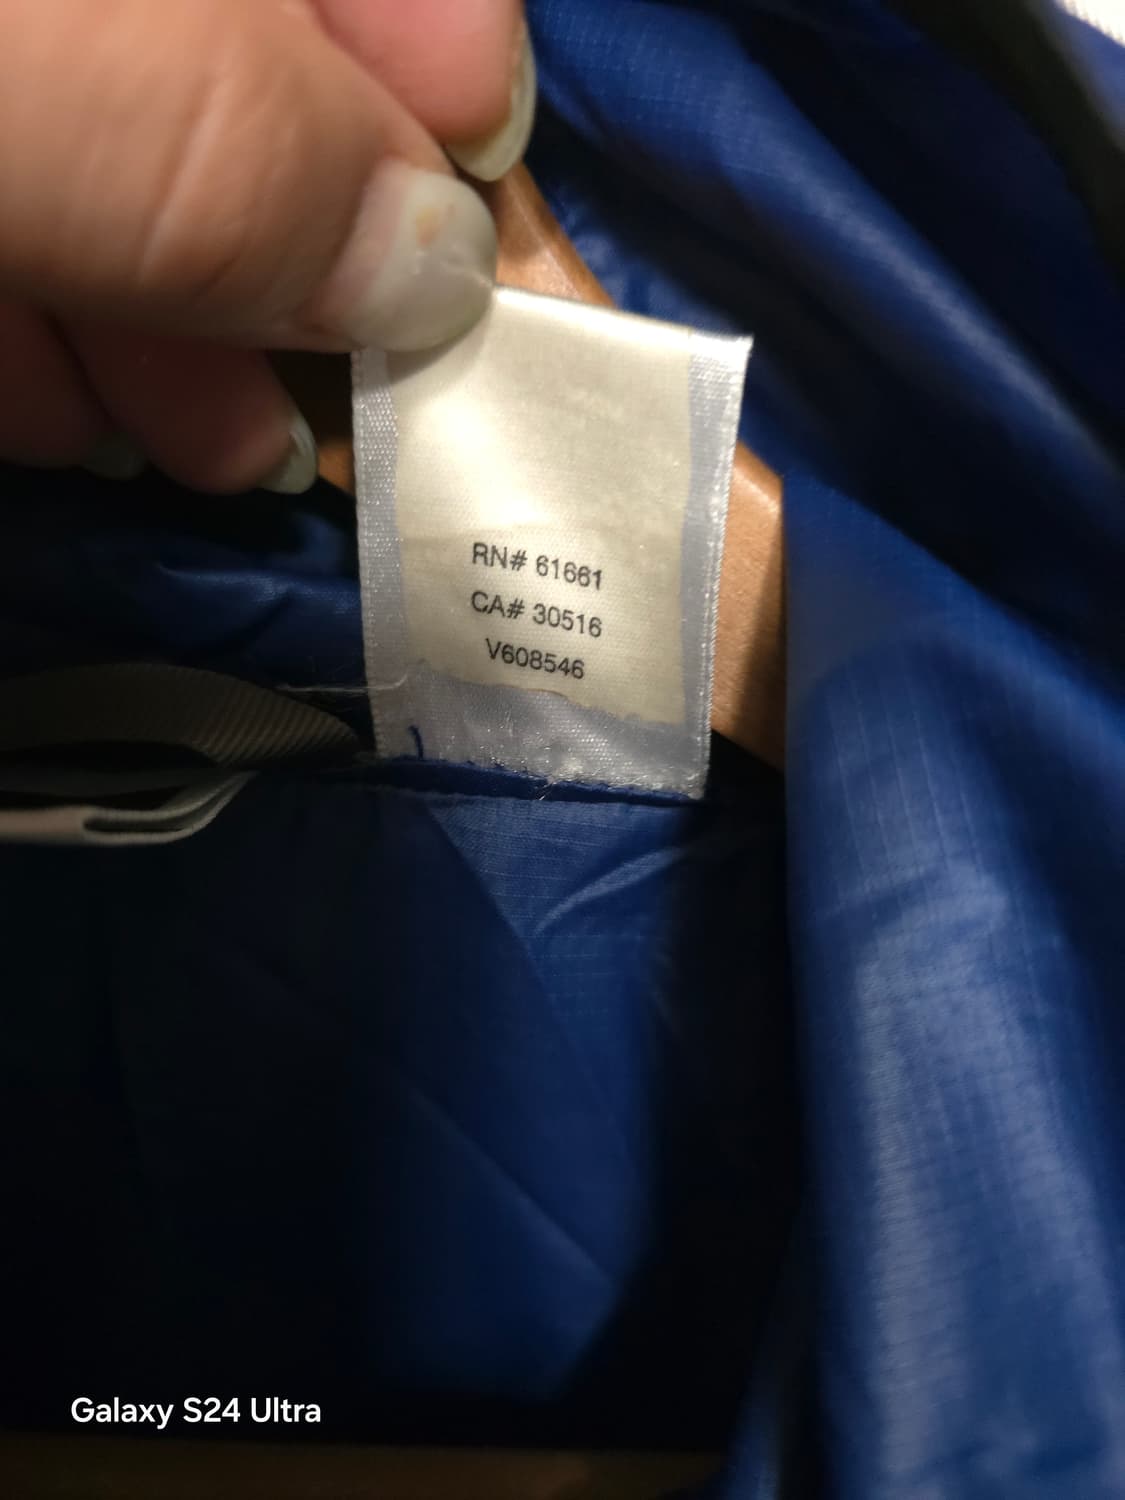 RN# 61661
CA# 30516
V608546
Galaxy S24 Ultra